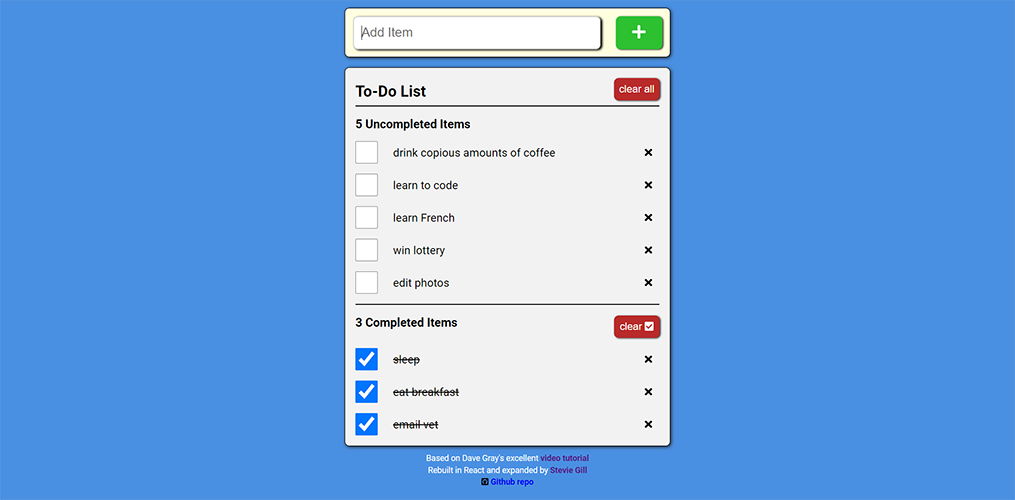 Add Item
To-Do List
clear all
5 Uncompleted Items
drink copious amounts of coffee
learn to code
learn French
win lottery
edit photos
3 Completed Items
clear
sleep
eat breakfast
email vet
Based on Dave Gray's excellent video tutorial
Rebuilt in React and expanded by Stevie Gill
Github repo